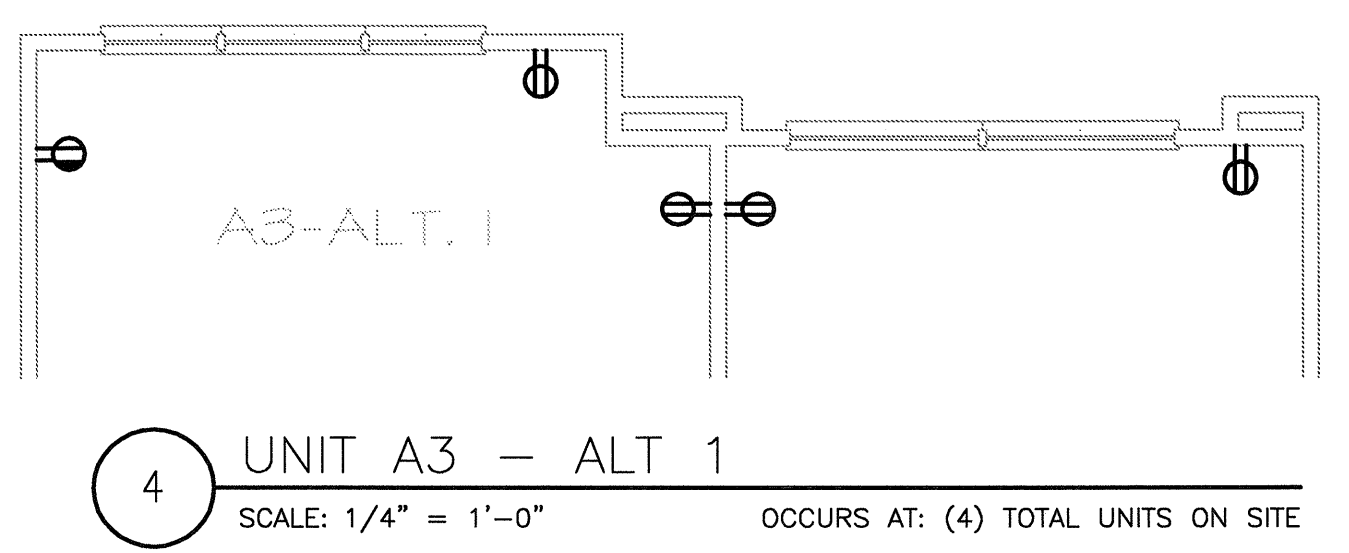 A3-ALT. 1
4
UNIT A3 – ALT 1
SCALE: 1/4” = 1’–0”
OCCURS AT: (4) TOTAL UNITS ON SITE